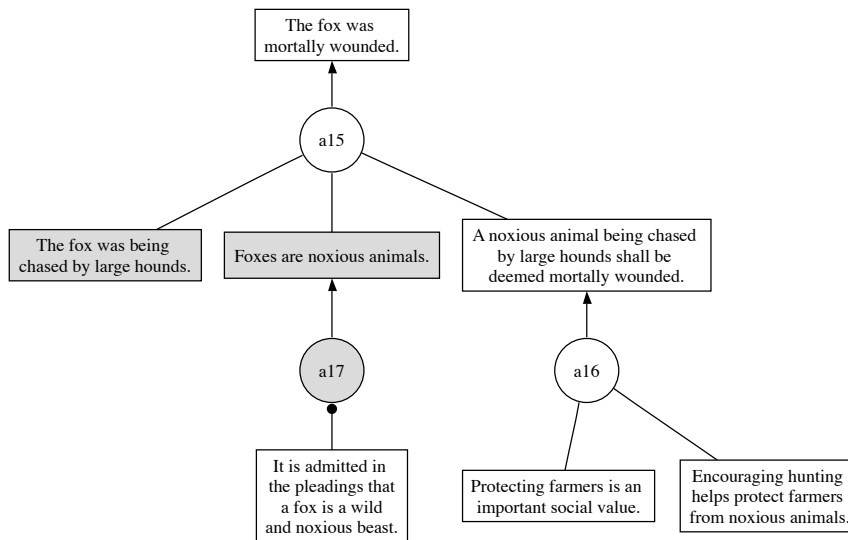 The fox was
mortally wounded.
a15
The fox was being
chased by large hounds.
Foxes are noxious animals.
A noxious animal being chased
by large hounds shall be
deemed mortally wounded.
a17
a16
It is admitted in
the pleadings that
a fox is a wild
and noxious beast.
Protecting farmers is an
important social value.
Encouraging hunting
helps protect farmers
from noxious animals.